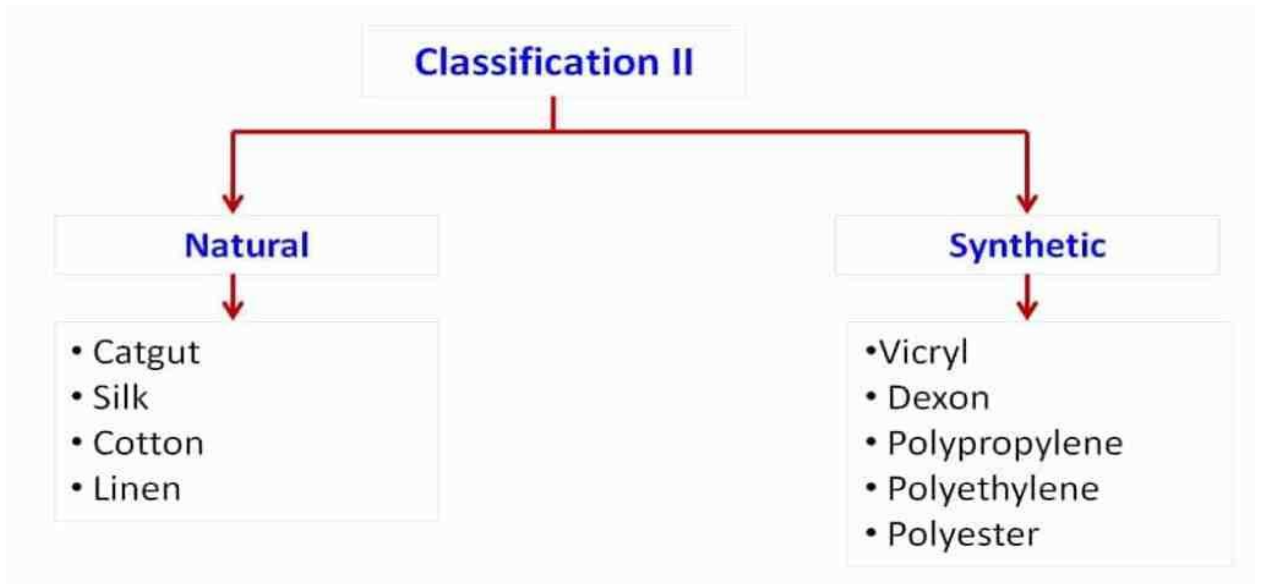 Classification II
Natural
Synthetic
• Catgut
• Silk
• Cotton
• Linen
•Vicryl
• Dexon
• Polypropylene
• Polyethylene
• Polyester